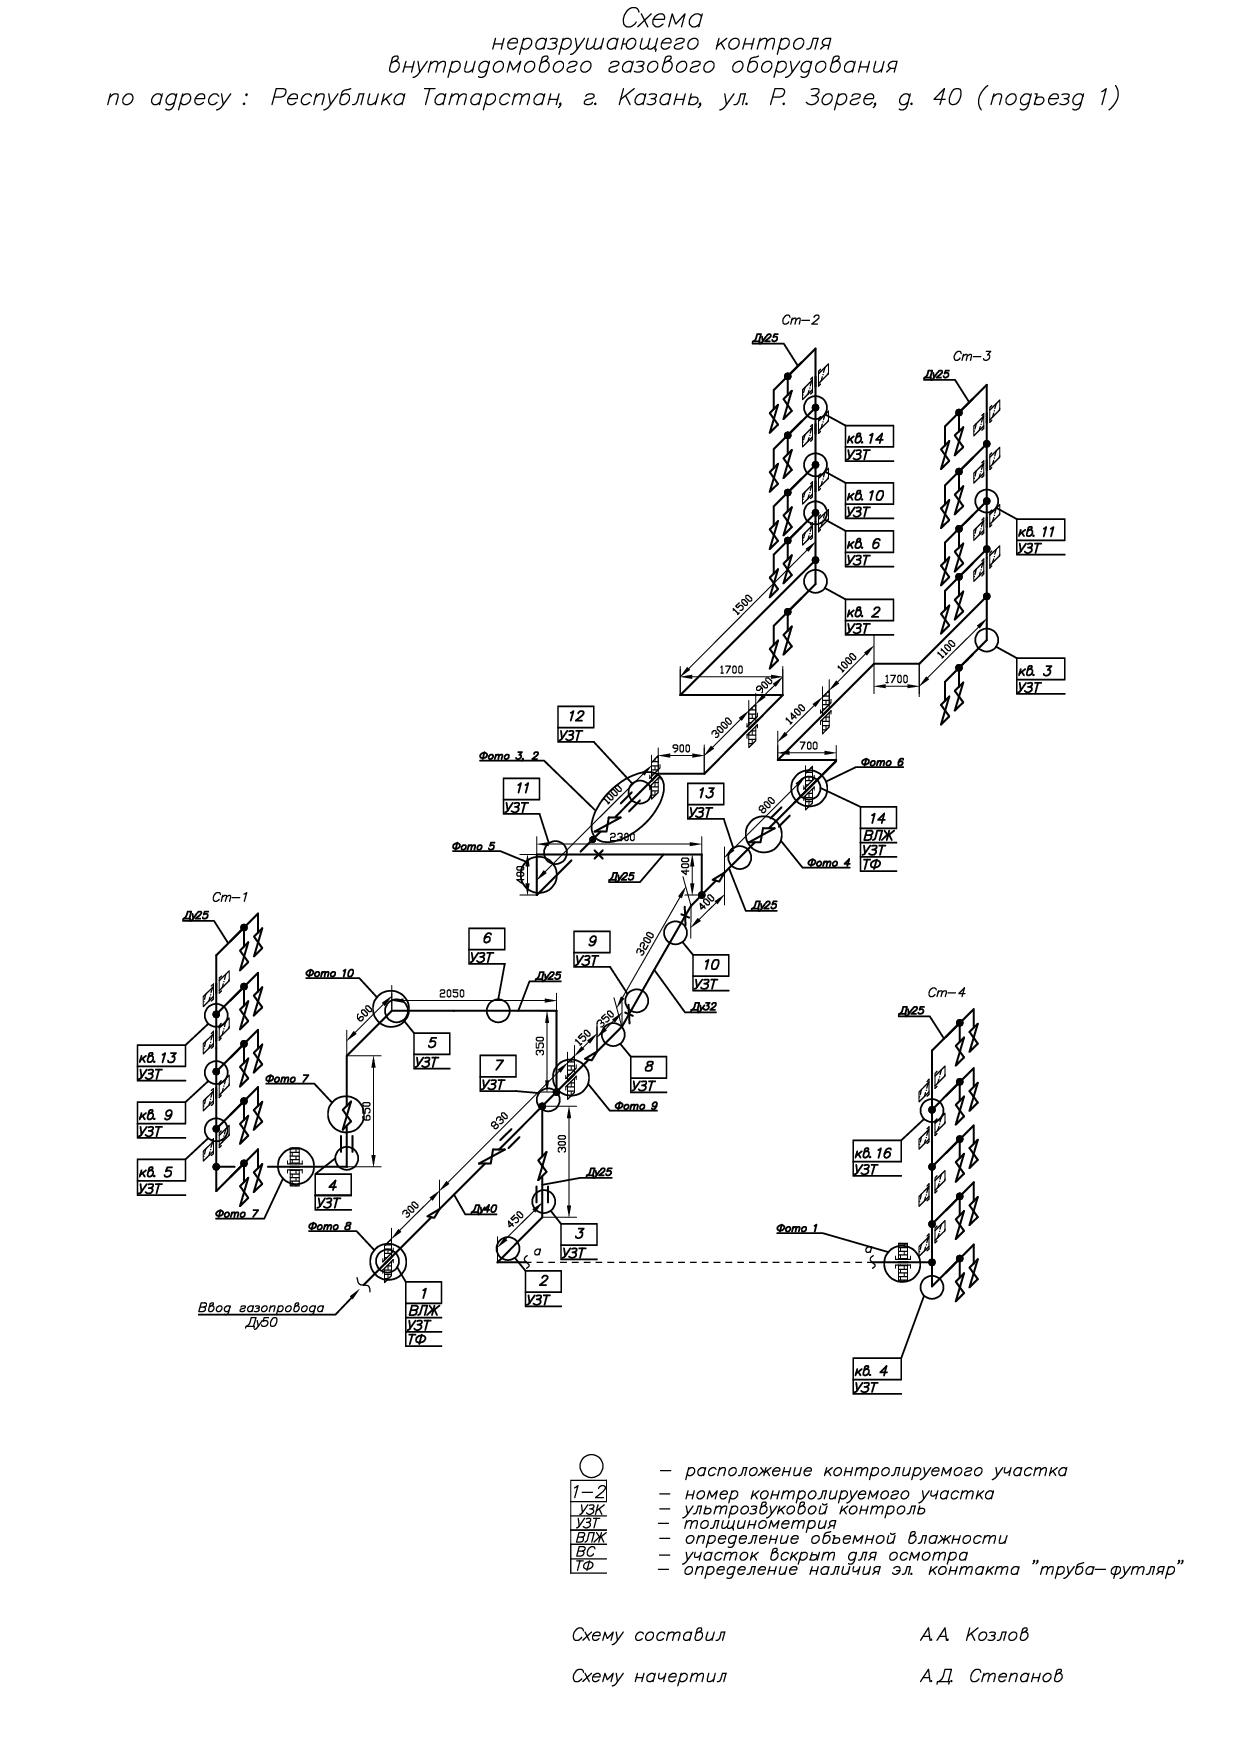 Схема
неразрушающего контроля
внутридомового газового оборудования
по адресу : Республика Татарстан, г. Казань, ул. Р. Зорге, д. 40 (подъезд 1)
Ст-2
Ду25
Ст-3
Ду25
кв. 14
УЗТ
кв. 10
УЗТ
кв. 11
УЗТ
кв. 6
УЗТ
1500
кв. 2
УЗТ
1100
1000
кв. 3
УЗТ
1700
1700
900
1400
3000
12
УЗТ
900
700
Фото 3, 2
Фото 6
11
УЗТ
1000
13
УЗТ
800
14
ВЛЖ
УЗТ
ТФ
2300
Фото 5
Фото 4
400
Ду25
400
400
Ду25
Ст-1
Ду25
6
УЗТ
9
УЗТ
3200
10
УЗТ
Фото 10
2050
Ду25
Ст-4
600
Ду32
Ду25
350
5
УЗТ
350
150
кв. 13
УЗТ
7
УЗТ
8
УЗТ
Фото 7
650
Фото 9
кв. 9
УЗТ
830
300
кв. 16
УЗТ
кв. 5
УЗТ
4
УЗТ
Ду25
300
Ду40
Фото 7
Фото 8
450
3
УЗТ
Фото 1
а
а
1
ВЛЖ
УЗТ
ТФ
2
УЗТ
Ввод газопровода
Ду50
кв. 4
УЗТ
– расположение контролируемого участка
1-2 – номер контролируемого участка
УЗК – ультрозвуковой контроль
УЗТ – толщинометрия
ВЛЖ – определение объемной влажности
ВС – участок вскрыт для осмотра
ТФ – определение наличия эл. контакта "труба-футляр"
Схему составил А.А. Козлов
Схему начертил А.Д. Степанов